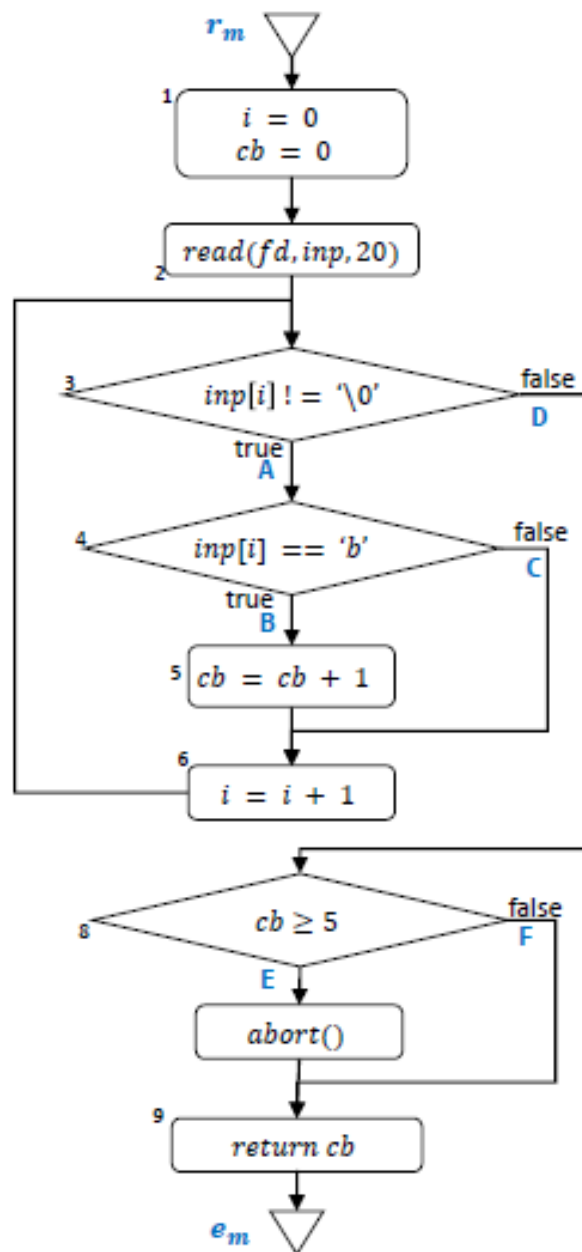 r_m
1
i = 0
cb = 0
read(fd, inp, 20)
2
3
inp[i] ! = ‘\0’
false
D
true
A
4
inp[i] == ‘b’
false
C
true
B
5
cb = cb + 1
6
i = i + 1
8
cb ≥ 5
false
F
E
abort()
9
return cb
e_m